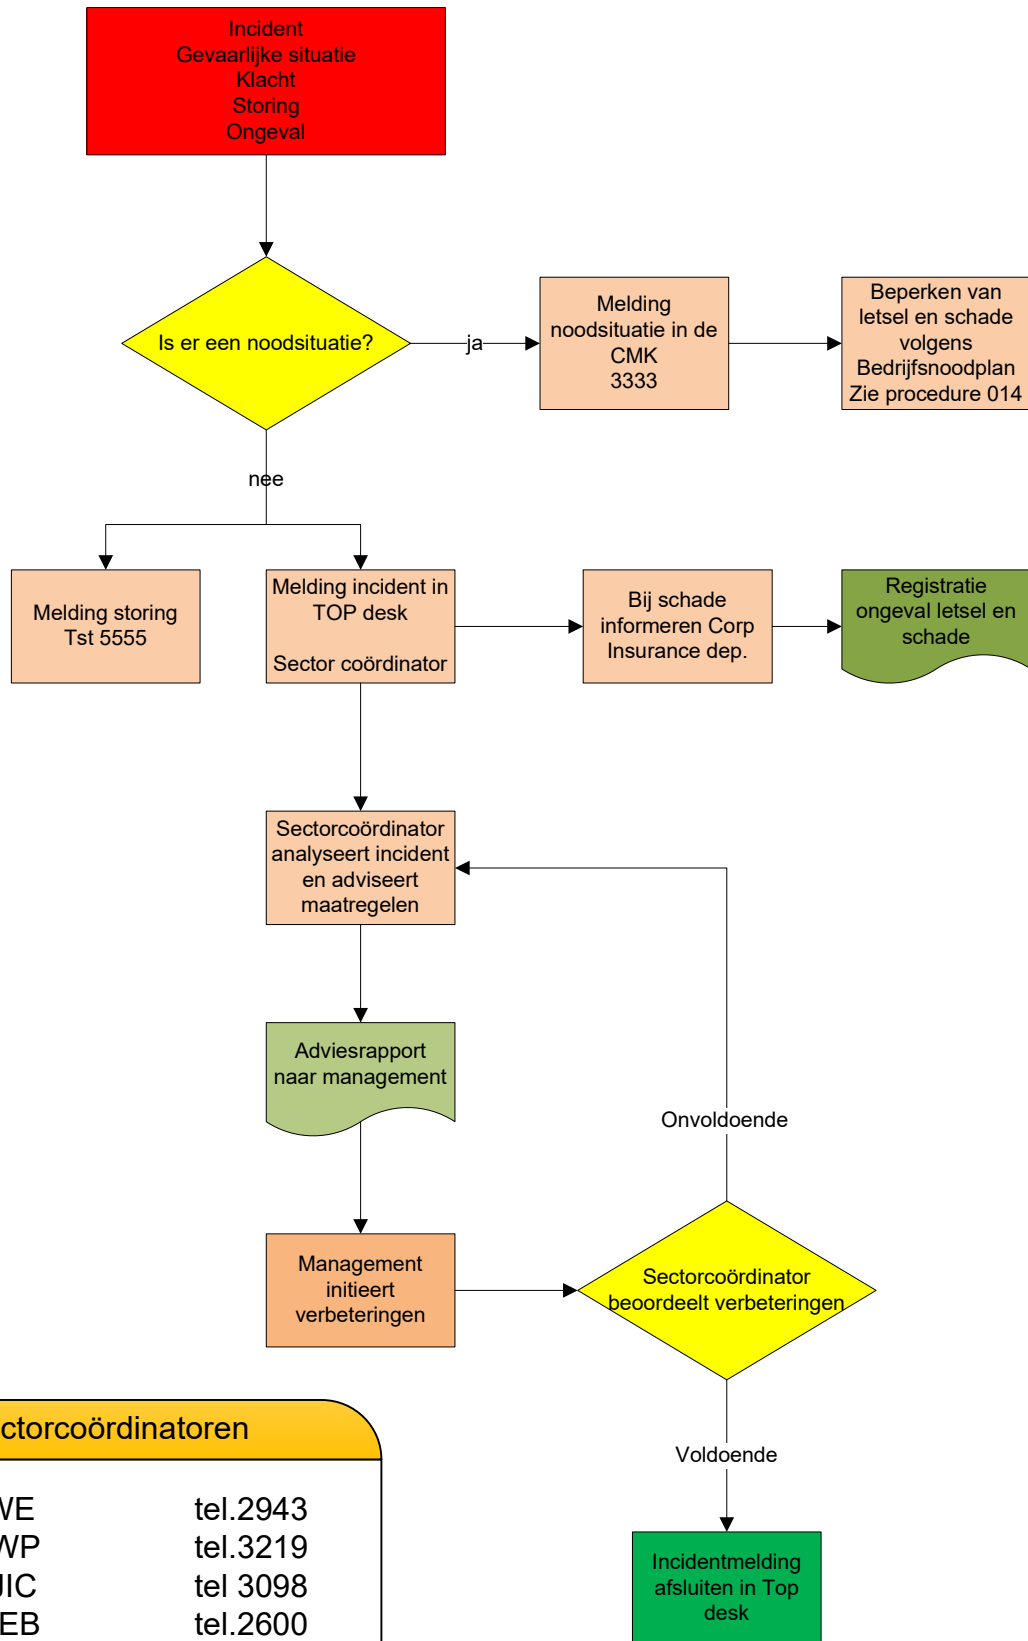 Incident
Gevaarlijke situatie
Klacht
Storing
Ongeval
Is er een noodsituatie?
ja
Melding
noodsituatie in de
CMK
3333
Beperken van
letsel en schade
volgens
Bedrijfsnoodplan
Zie procedure 014
nee
Melding storing
Tst 5555
Melding incident in
TOP desk
Sector coördinator
Bij schade
informeren Corp
Insurance dep.
Registratie
ongeval letsel en
schade
Sectorcoördinator
analyseert incident
en adviseert
maatregelen
Adviesrapport
naar management
Onvoldoende
Management
initieert
verbeteringen
Sectorcoördinator
beoordeelt verbeteringen
Voldoende
Incidentmelding
afsluiten in Top
desk
ctorcoördinatoren
WE tel.2943
WP tel.3219
JIC tel 3098
EB tel.2600